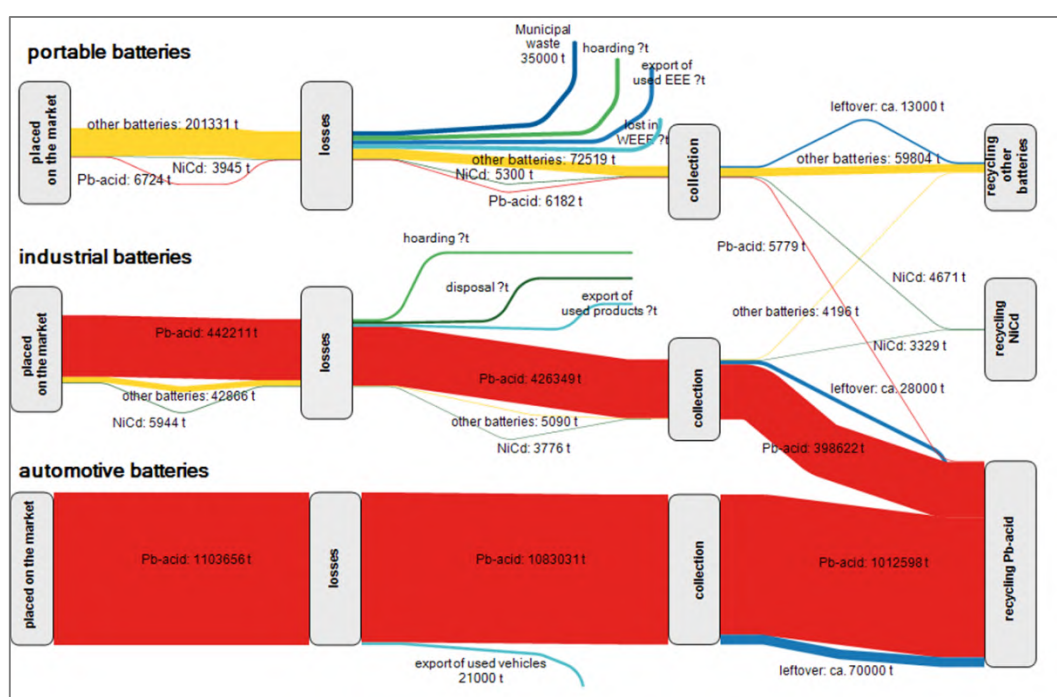 portable batteries
placed
on the market
other batteries: 201331 t
NiCd: 3945 t
Pb-acid: 6724 t
losses
Municipal
waste
35000 t
hoarding ?t
export of
used EEE ?t
lost in
WEEE ?t
other batteries: 72519 t
NiCd: 5300 t
Pb-acid: 6182 t
collection
leftover: ca. 13000 t
other batteries: 59804 t
recycling
other
batteries
Pb-acid: 5779 t
NiCd: 4671 t
other batteries: 4196 t
NiCd: 3329 t
recycling
NiCd
industrial batteries
placed
on the market
Pb-acid: 442211 t
other batteries: 42866 t
NiCd: 5944 t
losses
hoarding ?t
disposal ?t
export of
used products ?t
Pb-acid: 426349 t
other batteries: 5090 t
NiCd: 3776 t
collection
leftover: ca. 28000 t
Pb-acid: 398622 t
automotive batteries
placed on the market
Pb-acid: 1103656 t
losses
Pb-acid: 1083031 t
export of used vehicles
21000 t
collection
Pb-acid: 1012598 t
leftover: ca. 70000 t
recycling Pb-acid